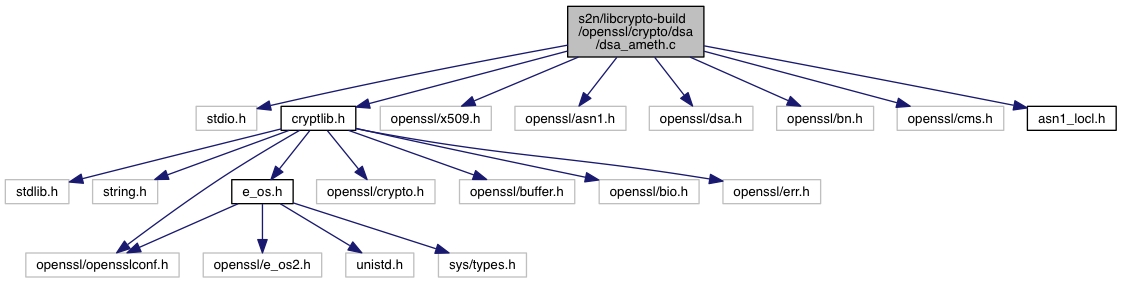 s2n/libcrypto-build
/openssl/crypto/dsa
/dsa_ameth.c
stdio.h
cryptlib.h
openssl/x509.h
openssl/asn1.h
openssl/dsa.h
openssl/bn.h
openssl/cms.h
asn1_locl.h
stdlib.h
string.h
e_os.h
openssl/crypto.h
openssl/buffer.h
openssl/bio.h
openssl/err.h
openssl/opensslconf.h
openssl/e_os2.h
unistd.h
sys/types.h